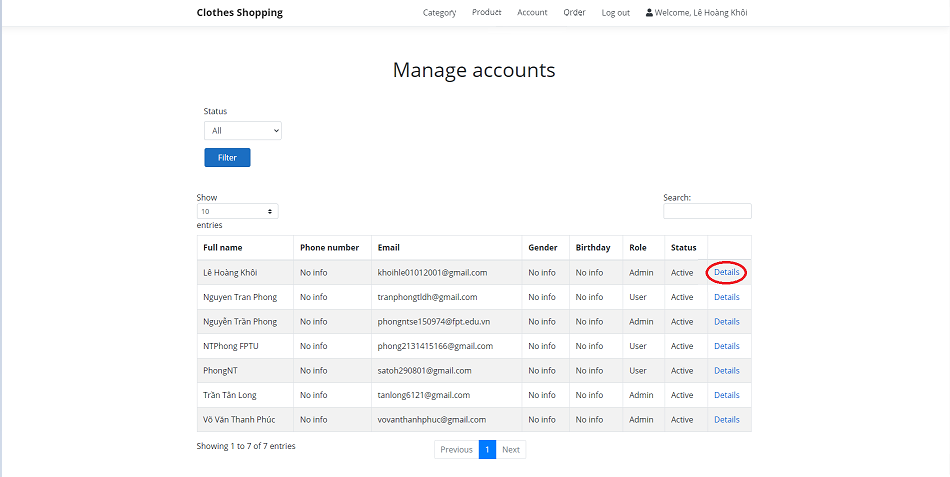 Clothes Shopping Category Product Account Order Log out Welcome, Lê Hoàng Khôi
Manage accounts
Status
All
Filter
Show Search:
10
entries
Full name Phone number Email Gender Birthday Role Status
Lê Hoàng Khôi No info khoihle01012001@gmail.com No info No info Admin Active Details
Nguyen Tran Phong No info tranphongtldh@gmail.com No info No info User Active Details
Nguyễn Trần Phong No info phongntse150974@fpt.edu.vn No info No info Admin Active Details
NTPhong FPTU No info phong2131415166@gmail.com No info No info User Active Details
PhongNT No info satoh290801@gmail.com No info No info User Active Details
Trần Tấn Long No info tanlong6121@gmail.com No info No info Admin Active Details
Võ Văn Thanh Phúc No info vovanthanhphuc@gmail.com No info No info Admin Active Details
Showing 1 to 7 of 7 entries Previous 1 Next